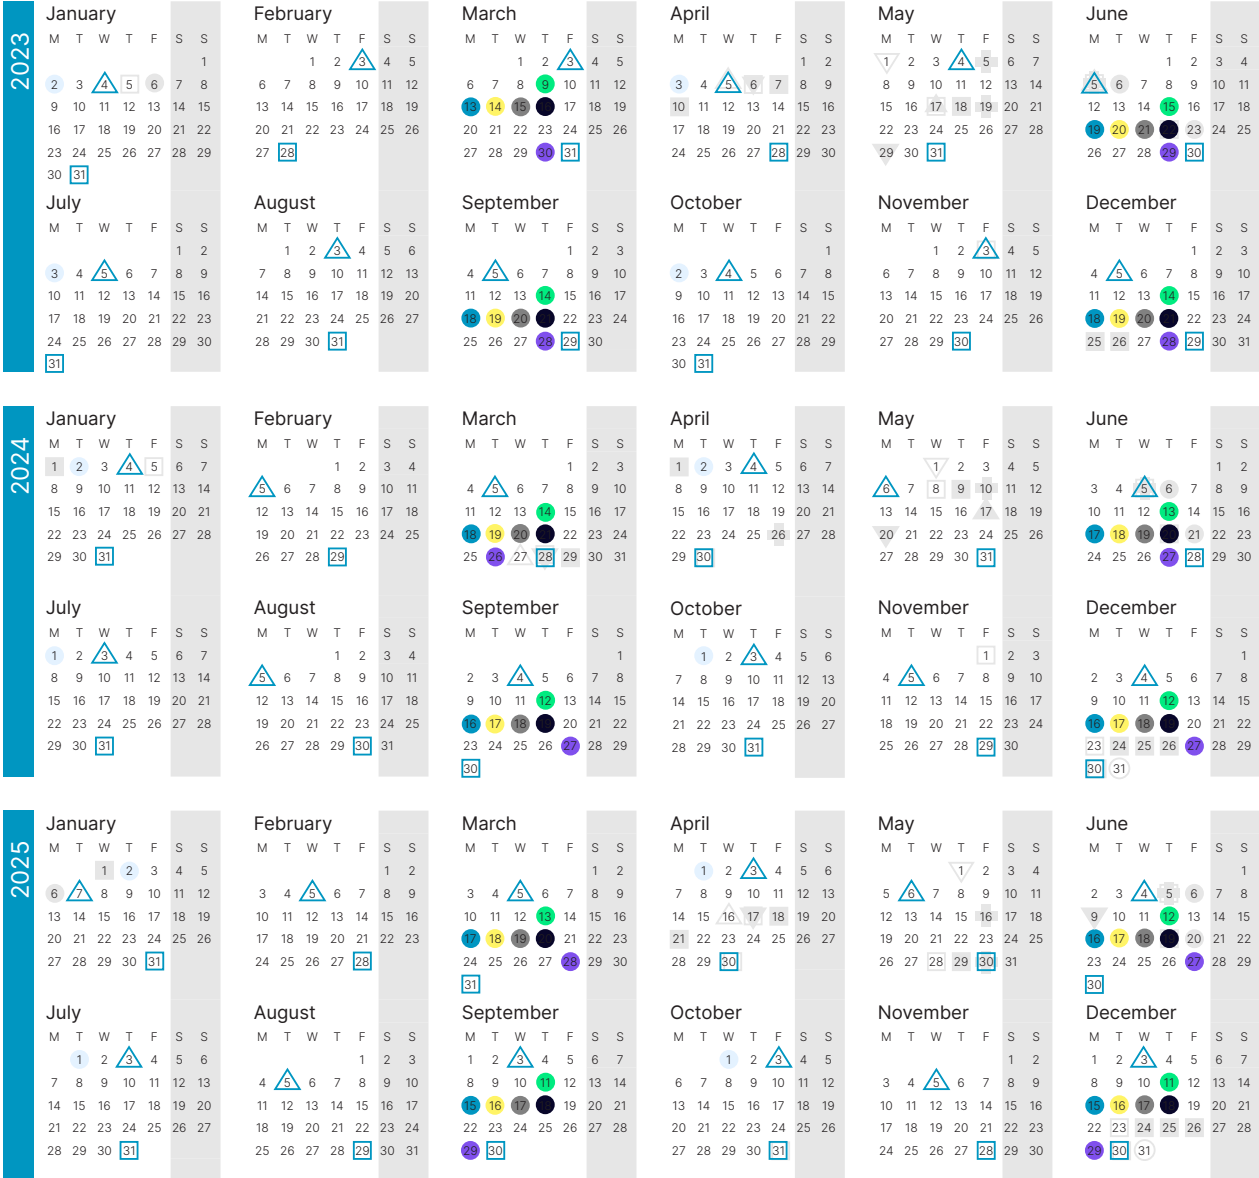 2023
January
M T W T F S S
1
2 3 4 5 6 7 8
9 10 11 12 13 14 15
16 17 18 19 20 21 22
23 24 25 26 27 28 29
30 31
February
M T W T F S S
1 2 3 4 5
6 7 8 9 10 11 12
13 14 15 16 17 18 19
20 21 22 23 24 25 26
27 28
March
M T W T F S S
1 2 3 4 5
6 7 8 9 10 11 12
13 14 15 17 18 19
20 21 22 23 24 25 26
27 28 29 30 31
April
M T W T F S S
1 2
3 4 5 6 7 8 9
10 11 12 13 14 15 16
17 18 19 20 21 22 23
24 25 26 27 28 29 30
May
M T W T F S S
1 2 3 4 5 6 7
8 9 10 11 12 13 14
15 16 17 18 19 20 21
22 23 24 25 26 27 28
29 30 31
June
M T W T F S S
1 2 3 4
5 6 7 8 9 10 11
12 13 14 15 16 17 18
19 20 21 23 24 25
26 27 28 29 30
July
M T W T F S S
1 2
3 4 5 6 7 8 9
10 11 12 13 14 15 16
17 18 19 20 21 22 23
24 25 26 27 28 29 30
31
August
M T W T F S S
1 2 3 4 5 6
7 8 9 10 11 12 13
14 15 16 17 18 19 20
21 22 23 24 25 26 27
28 29 30 31
September
M T W T F S S
1 2 3
4 5 6 7 8 9 10
11 12 13 14 15 16 17
18 19 20 22 23 24
25 26 27 28 29 30
October
M T W T F S S
1
2 3 4 5 6 7 8
9 10 11 12 13 14 15
16 17 18 19 20 21 22
23 24 25 26 27 28 29
30 31
November
M T W T F S S
1 2 3 4 5
6 7 8 9 10 11 12
13 14 15 16 17 18 19
20 21 22 23 24 25 26
27 28 29 30
December
M T W T F S S
1 2 3
4 5 6 7 8 9 10
11 12 13 14 15 16 17
18 19 20 22 23 24
25 26 27 28 29 30 31
2024
January
M T W T F S S
1 2 3 4 5 6 7
8 9 10 11 12 13 14
15 16 17 18 19 20 21
22 23 24 25 26 27 28
29 30 31
February
M T W T F S S
1 2 3 4
5 6 7 8 9 10 11
12 13 14 15 16 17 18
19 20 21 22 23 24 25
26 27 28 29
March
M T W T F S S
1 2 3
4 5 6 7 8 9 10
11 12 13 14 15 16 17
18 19 20 22 23 24
25 26 27 28 29 30 31
April
M T W T F S S
1 2 3 4 5 6 7
8 9 10 11 12 13 14
15 16 17 18 19 20 21
22 23 24 25 26 27 28
29 30
May
M T W T F S S
1 2 3 4 5
6 7 8 9 10 11 12
13 14 15 16 17 18 19
20 21 22 23 24 25 26
27 28 29 30 31
June
M T W T F S S
1 2
3 4 5 6 7 8 9
10 11 12 13 14 15 16
17 18 19 21 22 23
24 25 26 27 28 29 30
July
M T W T F S S
1 2 3 4 5 6 7
8 9 10 11 12 13 14
15 16 17 18 19 20 21
22 23 24 25 26 27 28
29 30 31
August
M T W T F S S
1 2 3 4
5 6 7 8 9 10 11
12 13 14 15 16 17 18
19 20 21 22 23 24 25
26 27 28 29 30 31
September
M T W T F S S
1
2 3 4 5 6 7 8
9 10 11 12 13 14 15
16 17 18 20 21 22
23 24 25 26 27 28 29
30
October
M T W T F S S
1 2 3 4 5 6
7 8 9 10 11 12 13
14 15 16 17 18 19 20
21 22 23 24 25 26 27
28 29 30 31
November
M T W T F S S
1 2 3
4 5 6 7 8 9 10
11 12 13 14 15 16 17
18 19 20 21 22 23 24
25 26 27 28 29 30
December
M T W T F S S
1
2 3 4 5 6 7 8
9 10 11 12 13 14 15
16 17 18 20 21 22
23 24 25 26 27 28 29
30 31
2025
January
M T W T F S S
1 2 3 4 5
6 7 8 9 10 11 12
13 14 15 16 17 18 19
20 21 22 23 24 25 26
27 28 29 30 31
February
M T W T F S S
1 2
3 4 5 6 7 8 9
10 11 12 13 14 15 16
17 18 19 20 21 22 23
24 25 26 27 28
March
M T W T F S S
1 2
3 4 5 6 7 8 9
10 11 12 13 14 15 16
17 18 19 21 22 23
24 25 26 27 28 29 30
31
April
M T W T F S S
1 2 3 4 5 6
7 8 9 10 11 12 13
14 15 16 17 18 19 20
21 22 23 24 25 26 27
28 29 30
May
M T W T F S S
1 2 3 4
5 6 7 8 9 10 11
12 13 14 15 16 17 18
19 20 21 22 23 24 25
26 27 28 29 30 31
June
M T W T F S S
1
2 3 4 5 6 7 8
9 10 11 12 13 14 15
16 17 18 20 21 22
23 24 25 26 27 28 29
30
July
M T W T F S S
1 2 3 4 5 6
7 8 9 10 11 12 13
14 15 16 17 18 19 20
21 22 23 24 25 26 27
28 29 30 31
August
M T W T F S S
1 2 3
4 5 6 7 8 9 10
11 12 13 14 15 16 17
18 19 20 21 22 23 24
25 26 27 28 29 30 31
September
M T W T F S S
1 2 3 4 5 6 7
8 9 10 11 12 13 14
15 16 17 19 20 21
22 23 24 25 26 27 28
29 30
October
M T W T F S S
1 2 3 4 5
6 7 8 9 10 11 12
13 14 15 16 17 18 19
20 21 22 23 24 25 26
27 28 29 30 31
November
M T W T F S S
1 2
3 4 5 6 7 8 9
10 11 12 13 14 15 16
17 18 19 20 21 22 23
24 25 26 27 28 29 30
December
M T W T F S S
1 2 3 4 5 6 7
8 9 10 11 12 13 14
15 16 17 19 20 21
22 23 24 25 26 27 28
29 30 31